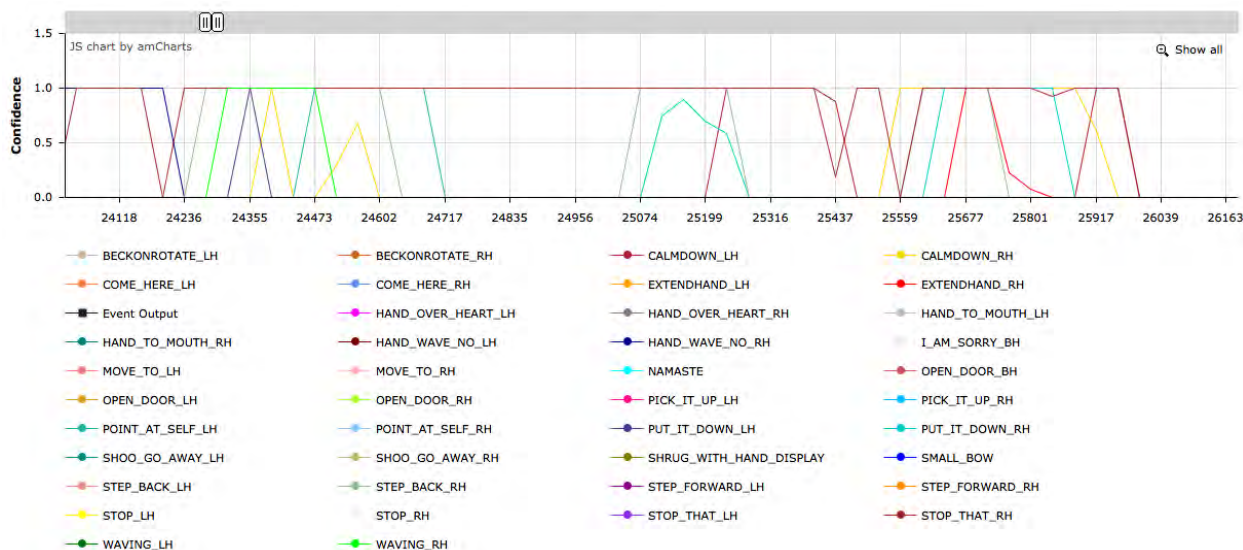 1.5
JS chart by amCharts
Show all
1.0
Confidence
0.5
0.0
24118 24236 24355 24473 24602 24717 24835 24956 25074 25199 25316 25437 25559 25677 25801 25917 26039 26163
BECKONROTATE_LH BECKONROTATE_RH CALMDOWN_LH CALMDOWN_RH
COME_HERE_LH COME_HERE_RH EXTENDHAND_LH EXTENDHAND_RH
Event Output HAND_OVER_HEART_LH HAND_OVER_HEART_RH HAND_TO_MOUTH_LH
HAND_TO_MOUTH_RH HAND_WAVE_NO_LH HAND_WAVE_NO_RH I_AM_SORRY_BH
MOVE_TO_LH MOVE_TO_RH NAMASTE OPEN_DOOR_BH
OPEN_DOOR_LH OPEN_DOOR_RH PICK_IT_UP_LH PICK_IT_UP_RH
POINT_AT_SELF_LH POINT_AT_SELF_RH PUT_IT_DOWN_LH PUT_IT_DOWN_RH
SHOO_GO_AWAY_LH SHOO_GO_AWAY_RH SHRUG_WITH_HAND_DISPLAY SMALL_BOW
STEP_BACK_LH STEP_BACK_RH STEP_FORWARD_LH STEP_FORWARD_RH
STOP_LH STOP_RH STOP_THAT_LH STOP_THAT_RH
WAVING_LH WAVING_RH